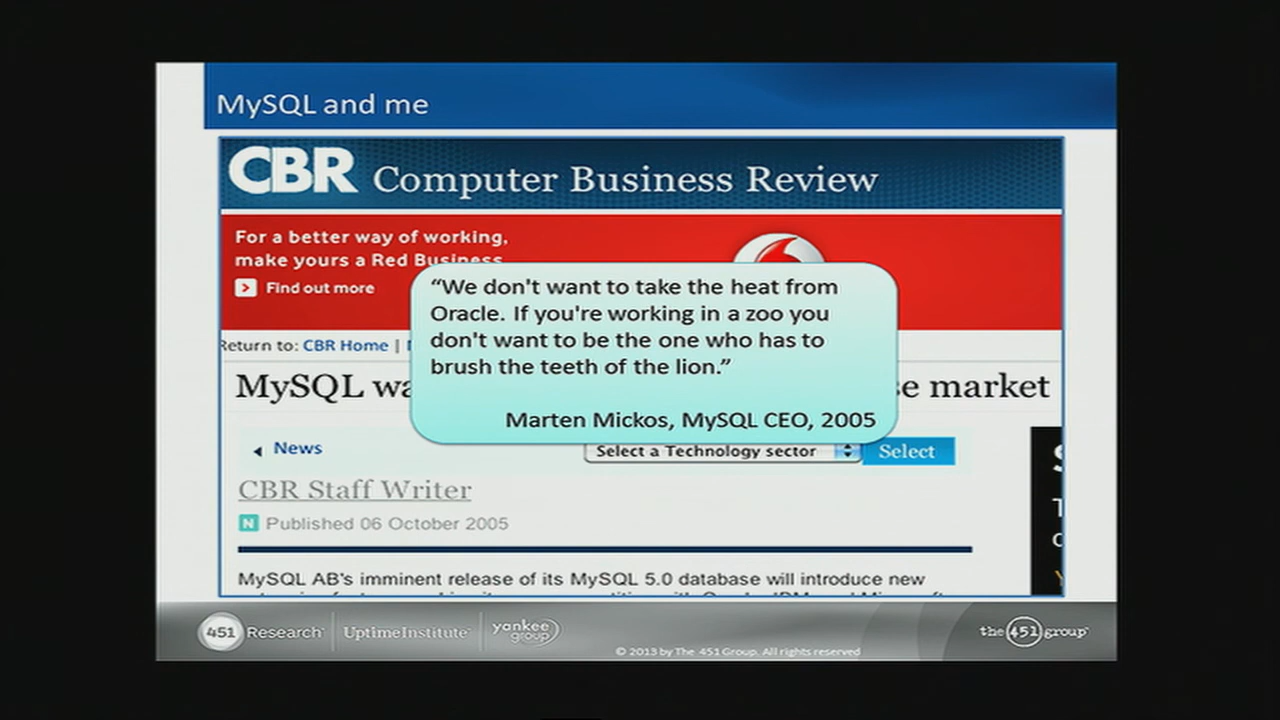 MySQL and me
CBR Computer Business Review
For a better way of working,
make yours a Red Business
Find out more
“We don't want to take the heat from
Oracle. If you're working in a zoo you
don't want to be the one who has to
brush the teeth of the lion.”
Marten Mickos, MySQL CEO, 2005
Return to: CBR Home |
MySQL
se market
News
Select a Technology sector
Select
CBR Staff Writer
N Published 06 October 2005
MySQL AB's imminent release of its MySQL 5.0 database will introduce new
451 Research
UptimeInstitute
yankee
group
the 451 group
© 2013 by The 451 Group. All rights reserved